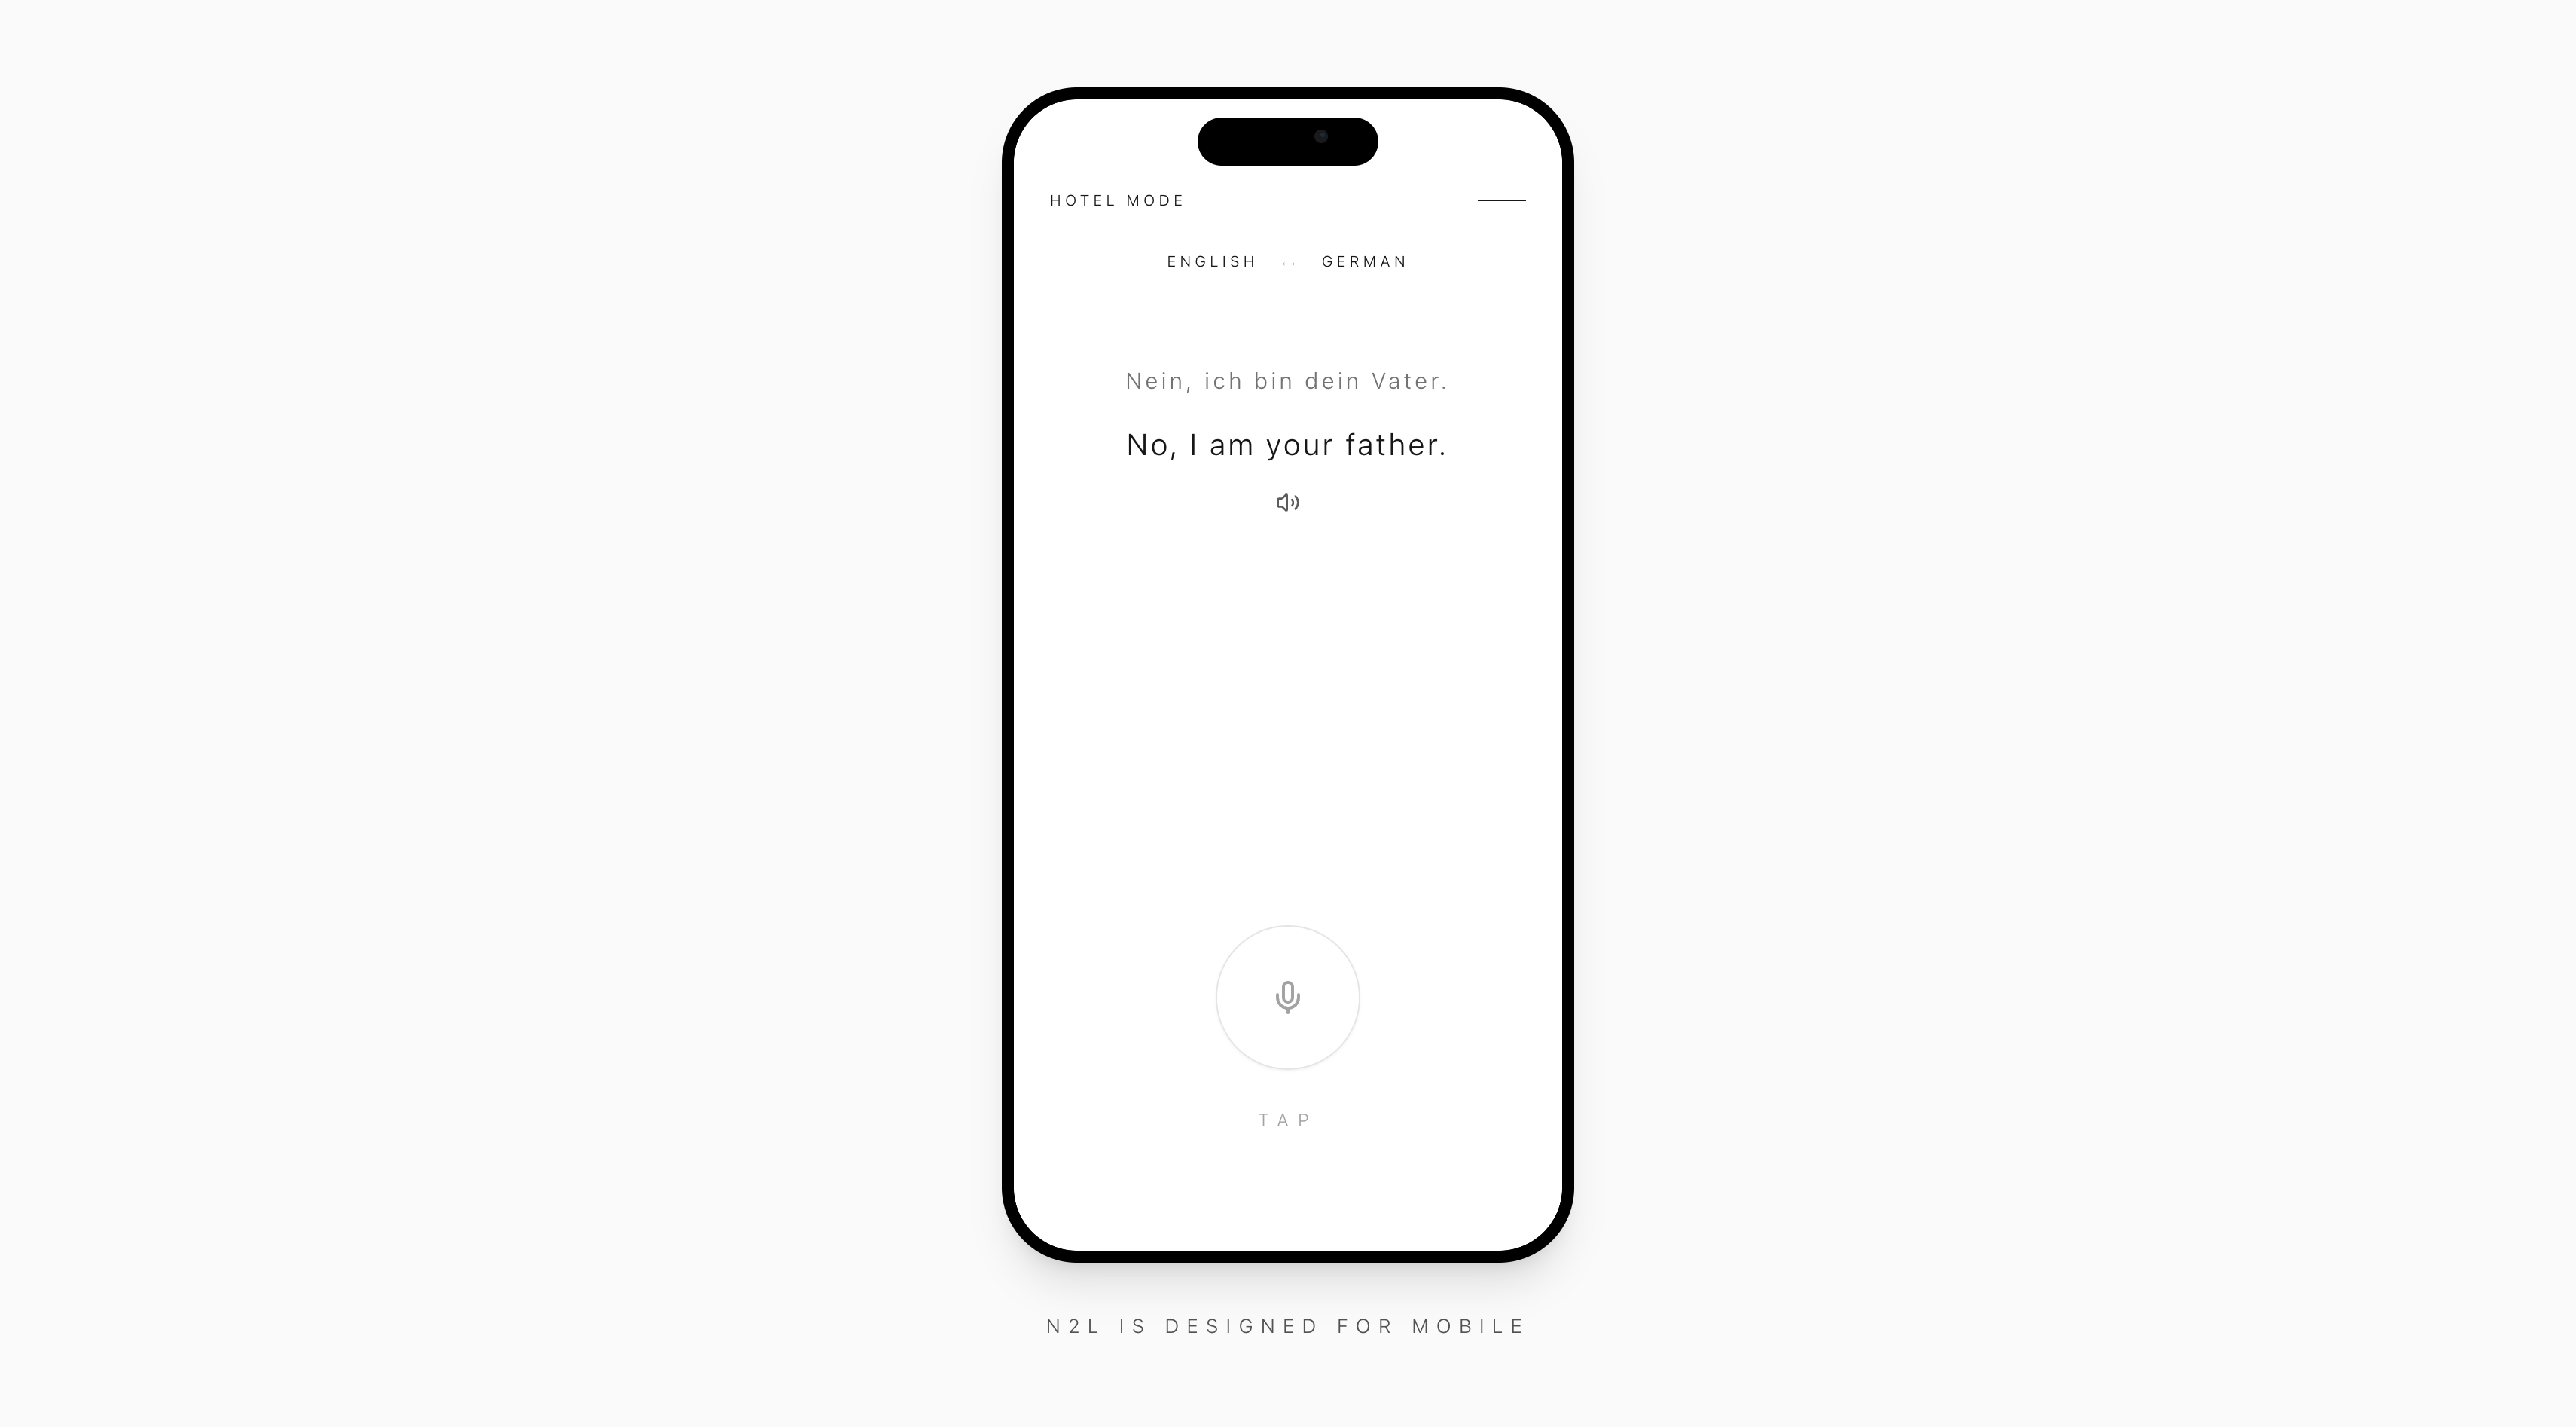 HOTEL MODE
ENGLISH GERMAN
Nein, ich bin dein Vater.
No, I am your father.
TAP
N2L IS DESIGNED FOR MOBILE